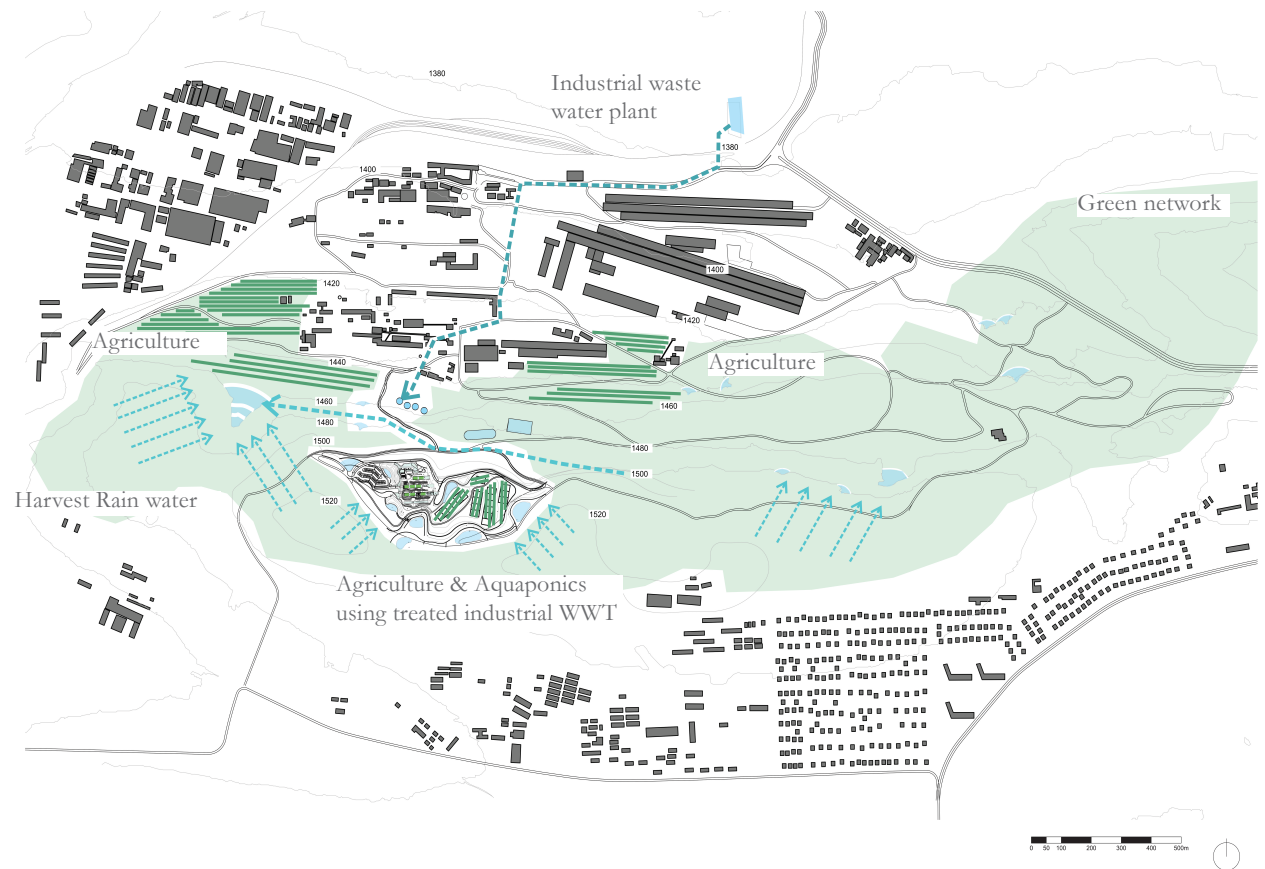 1380
Industrial waste
water plant
1380
1400
Green network
1400
1420
1420
Agriculture
Agriculture
1440
1460
1460
1480
1500
1480
1500
Harvest Rain water
1520
1520
Agriculture & Aquaponics
using treated industrial WWT
0 50 100 200 300 400 500m